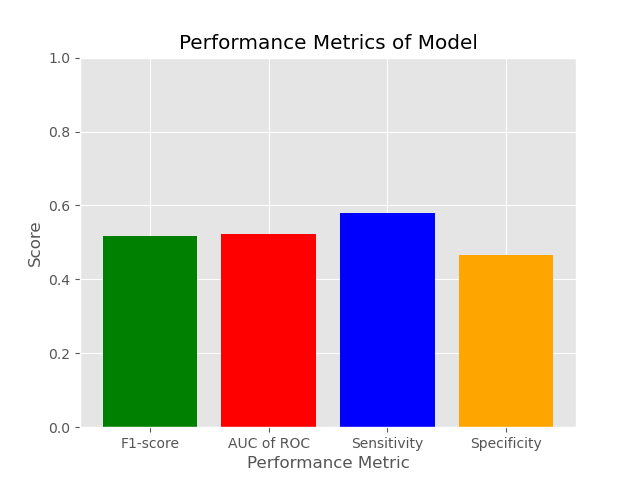 Performance Metrics of Model
1.0
0.8
0.6
0.4
0.2
0.0
Score
F1-score AUC of ROC Sensitivity Specificity
Performance Metric